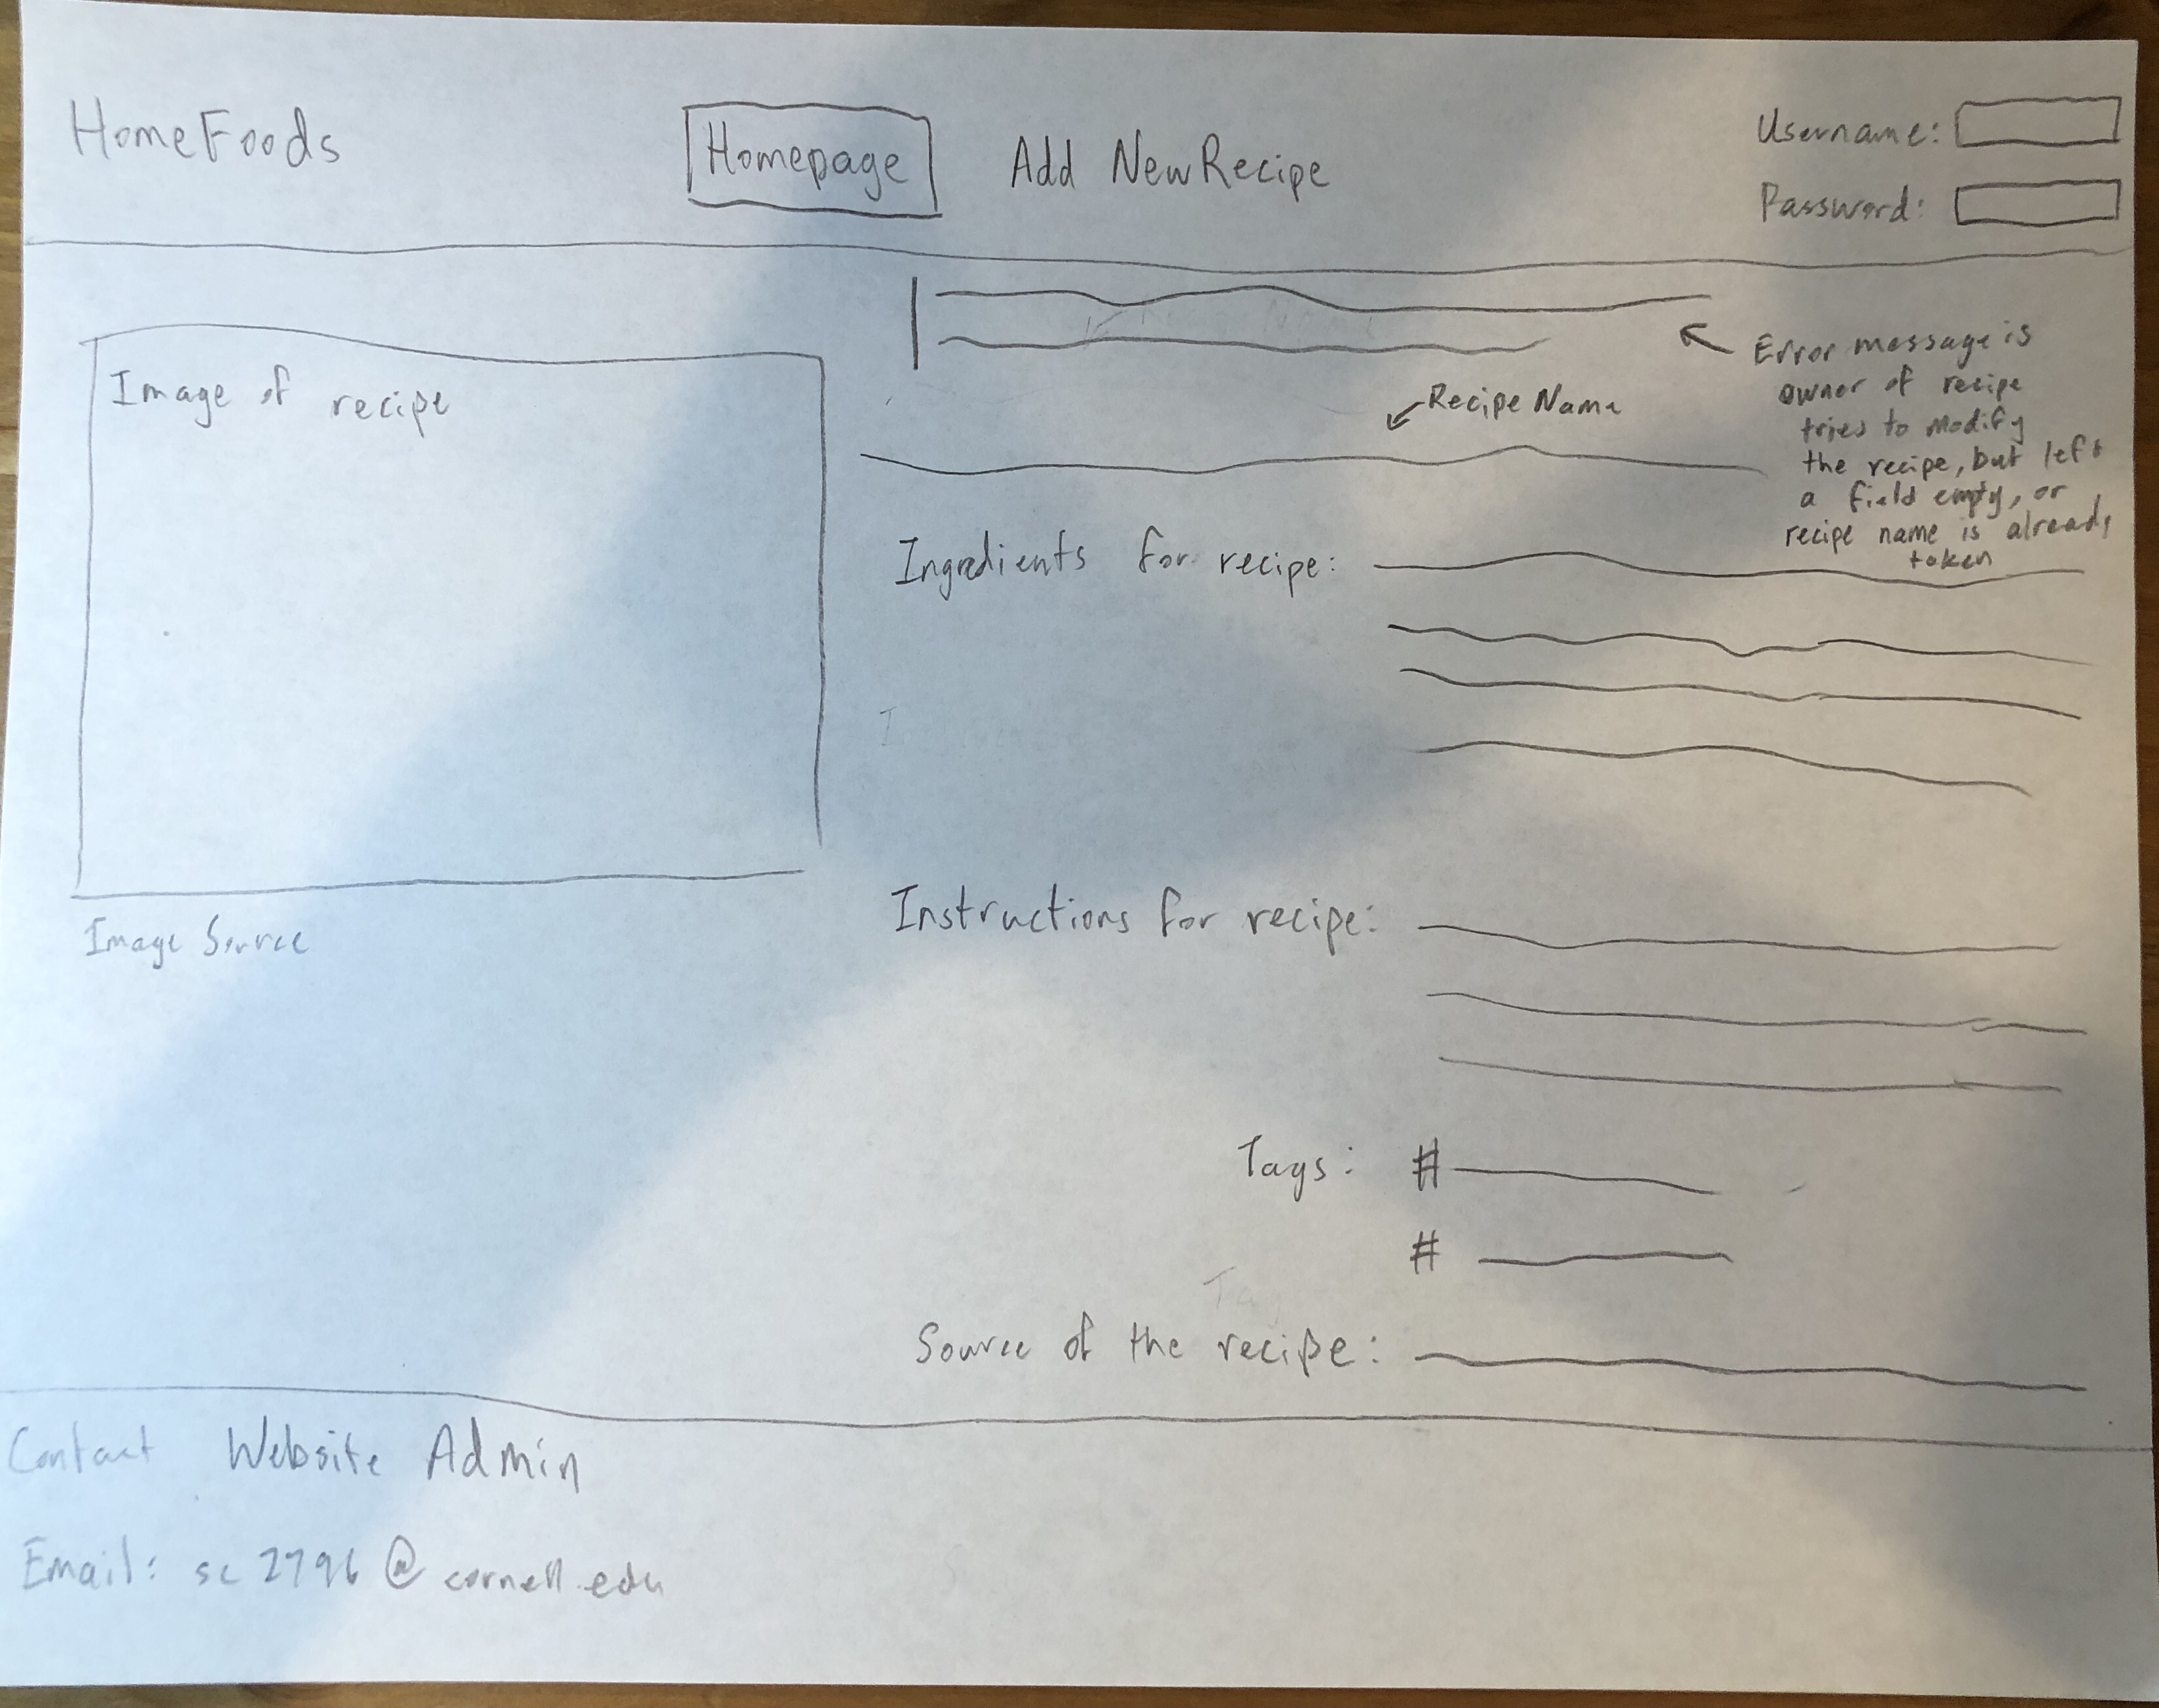 HomeFoods
Homepage
Add New Recipe
Username:
Password:
Image of recipe
Error message is
owner of recipe
tries to modify
the recipe, but left
a field empty, or
recipe name is already
taken
Recipe Name
Ingredients for recipe:
Instructions for recipe:
Image Source
Tags: #
#
Source of the recipe:
Contact Website Admin
Email: sc2796@cornell.edu